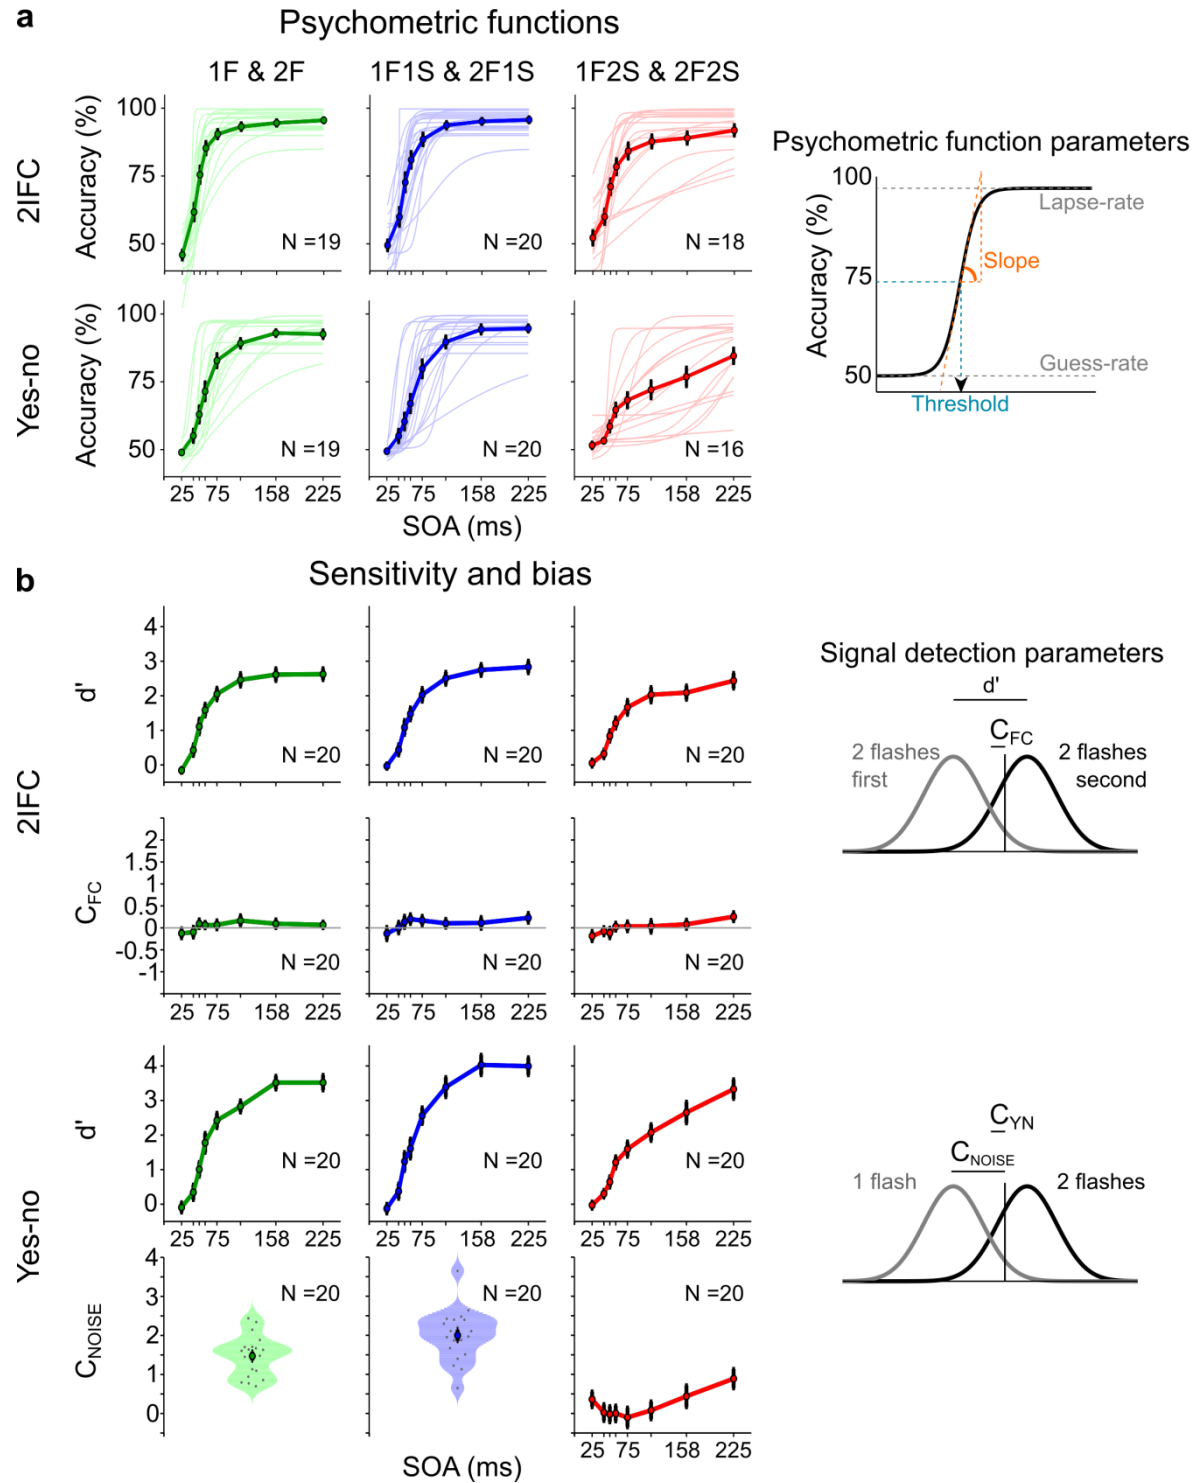 a
Psychometric functions
1F & 2F
1F1S & 2F1S
1F2S & 2F2S
2IFC
Accuracy (%)
100
75
50
N =19
N =20
N =18
Yes-no
Accuracy (%)
100
75
50
N =19
N =20
N =16
25 75 158 225
25 75 158 225
25 75 158 225
SOA (ms)
Psychometric function parameters
Accuracy (%)
100
75
50
Lapse-rate
Slope
Guess-rate
Threshold
b
Sensitivity and bias
2IFC
d'
4
3
2
1
0
N =20
N =20
N =20
C_FC
2
1.5
1
0.5
0
-0.5
-1
N =20
N =20
N =20
25 75 158 225
25 75 158 225
25 75 158 225
Signal detection parameters
d'
C_FC
2 flashes
first
2 flashes
second
Yes-no
d'
4
3
2
1
0
N =20
N =20
N =20
25 75 158 225
25 75 158 225
25 75 158 225
C_NOISE
4
3
2
1
0
N =20
N =20
N =20
25 75 158 225
SOA (ms)
C_YN
C_NOISE
1 flash
2 flashes